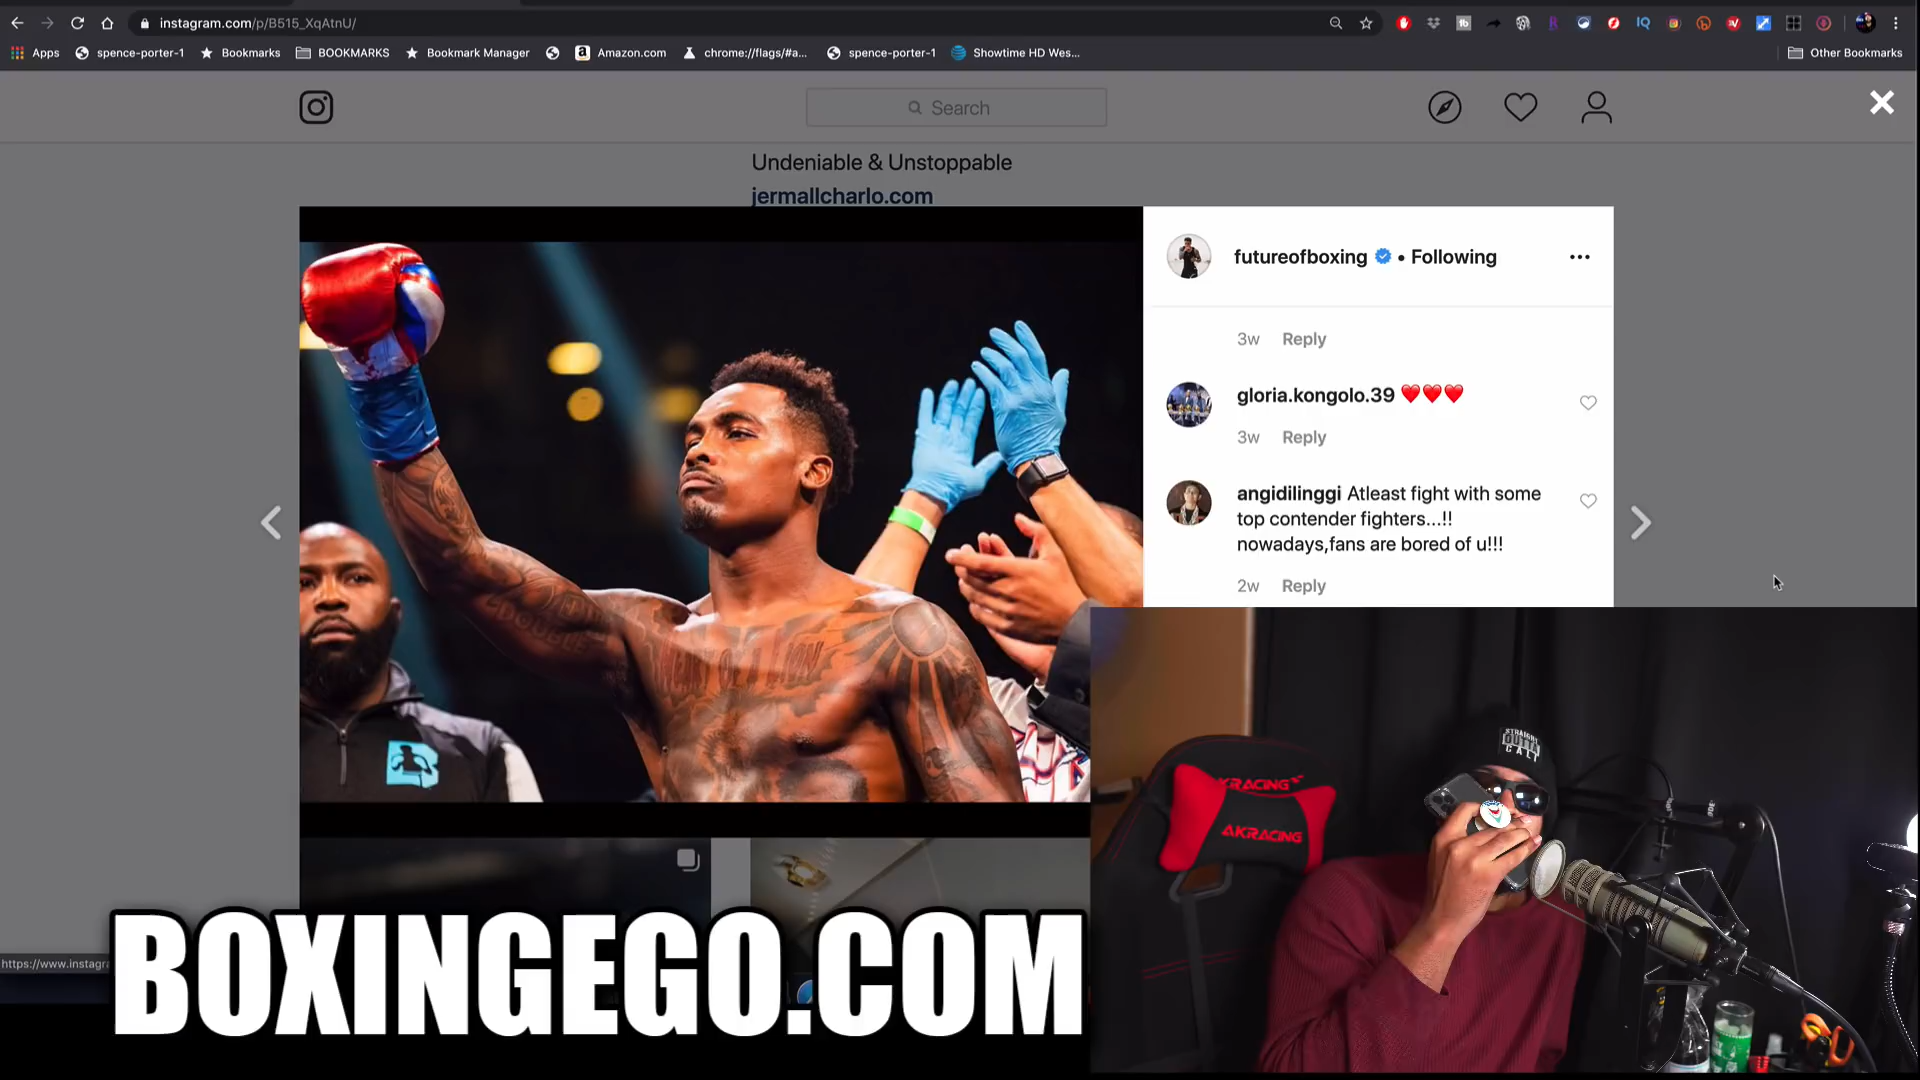 instagram.com/p/B515_XqAtnU/
Apps
spence-porter-1
Bookmarks
BOOKMARKS
Bookmark Manager
Amazon.com
chrome://flags/#a...
spence-porter-1
Showtime HD Wes...
Other Bookmarks
Search
Undeniable & Unstoppable
jermallcharlo.com
futureofboxing • Following
3w Reply
gloria.kongolo.39 ❤️❤️❤️
3w Reply
angidilinggi Atleast fight with some
top contender fighters...!!
nowadays,fans are bored of u!!!
2w Reply
STRAIGHT
OUTTA
CALI
AKRACING
AKRACING
https://www.instagra
BOXINGEGO.COM